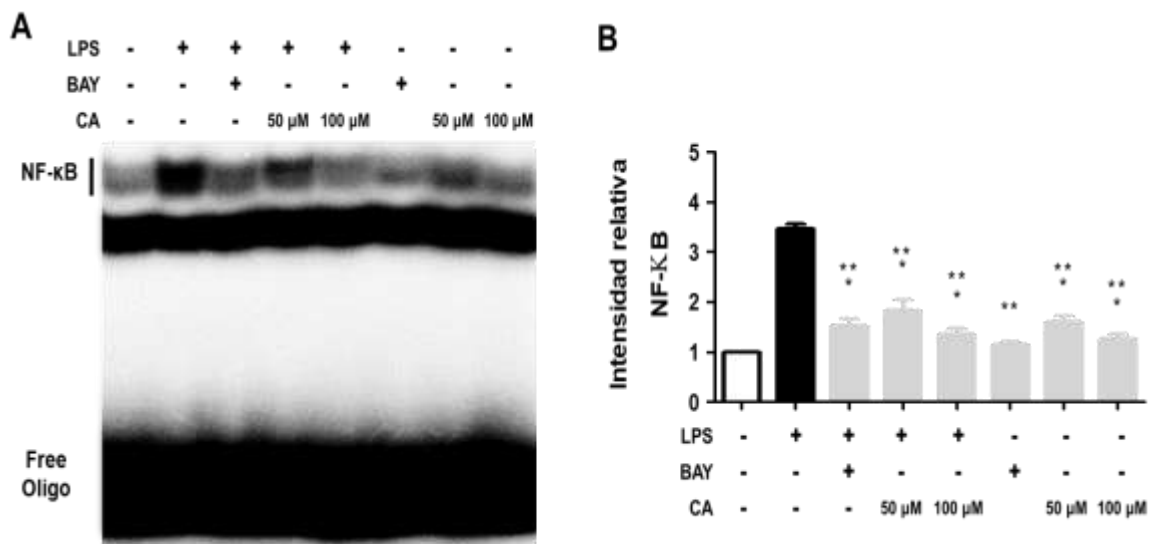 A
LPS - + + + + - - -
BAY - - + - - + - -
CA - - - 50 µM 100 µM - 50 µM 100 µM
NF-κB
Free
Oligo
B
Intensidad relativa
NF-ΚB
5
4
3
2
1
0
** ** ** ** ** **
* * * * *
LPS - + + + + - - -
BAY - - + - - + - -
CA - - - 50 µM 100 µM - 50 µM 100 µM